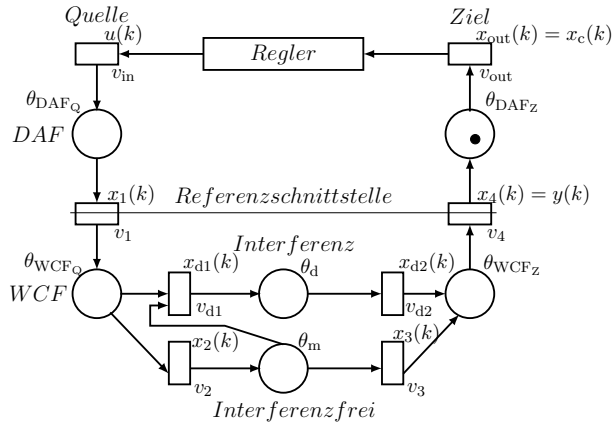 Quelle
Ziel
u(k)
x_out(k) = x_c(k)
Regler
v_in
v_out
θ_DAF_Q
θ_DAF_Z
DAF
x_1(k)
Referenzschnittstelle
x_4(k) = y(k)
v_1
v_4
θ_WCF_Q
x_d1(k)
Interferenz
x_d2(k)
θ_WCF_Z
θ_d
WCF
v_d1
v_d2
x_2(k)
θ_m
x_3(k)
v_2
v_3
Interferenzfrei